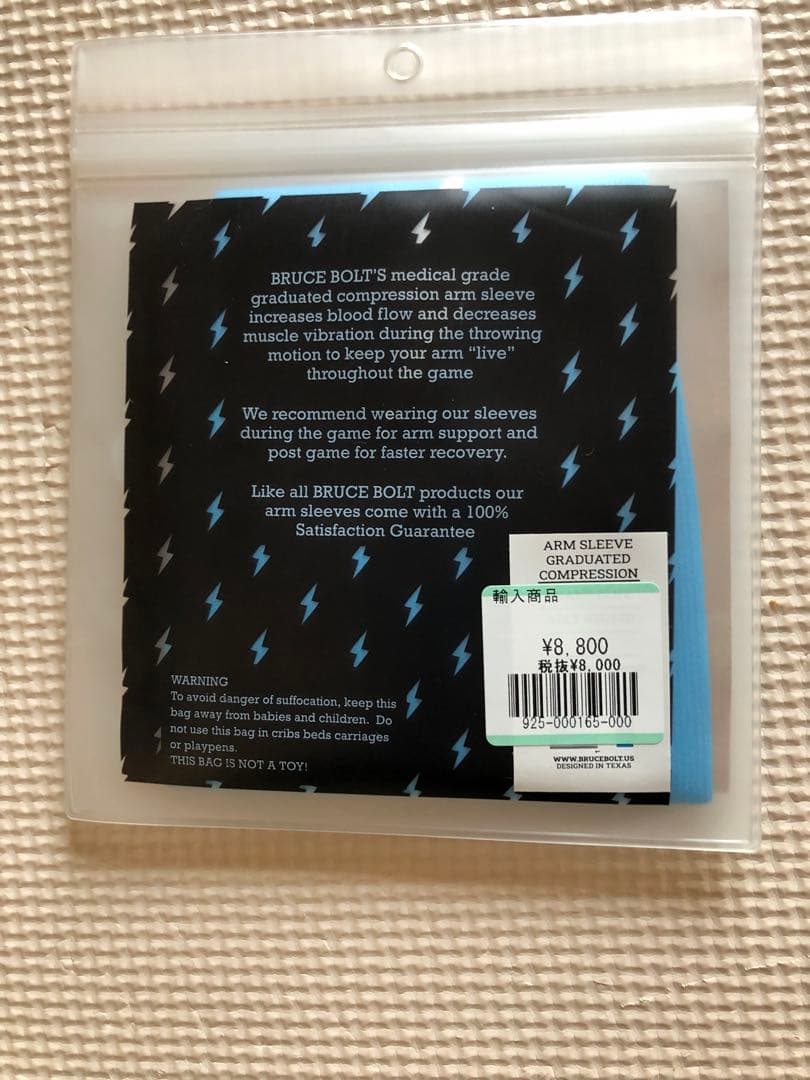 BRUCE BOLT'S medical grade
graduated compression arm sleeve
increases blood flow and decreases
muscle vibration during the throwing
motion to keep your arm “live”
throughout the game
We recommend wearing our sleeves
during the game for arm support and
post game for faster recovery.
Like all BRUCE BOLT products our
arm sleeves come with a 100%
Satisfaction Guarantee
ARM SLEEVE
GRADUATED
COMPRESSION
輸入商品
¥8,800
税抜¥8,000
925-000165-000
WWW.BRUCEBOLT.US
DESIGNED IN TEXAS
WARNING
To avoid danger of suffocation, keep this
bag away from babies and children. Do
not use this bag in cribs beds carriages
or playpens.
THIS BAG IS NOT A TOY!